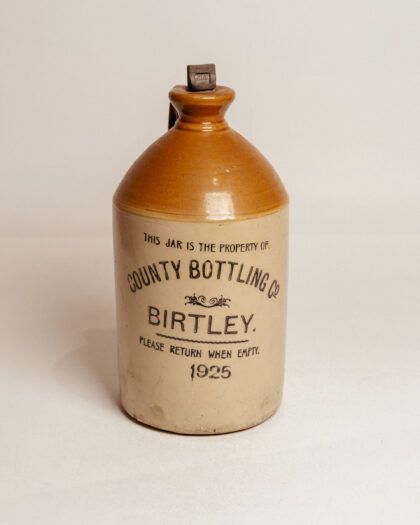 THIS JAR IS THE PROPERTY OF.
COUNTY BOTTLING Co
BIRTLEY.
PLEASE RETURN WHEN EMPTY.
1925